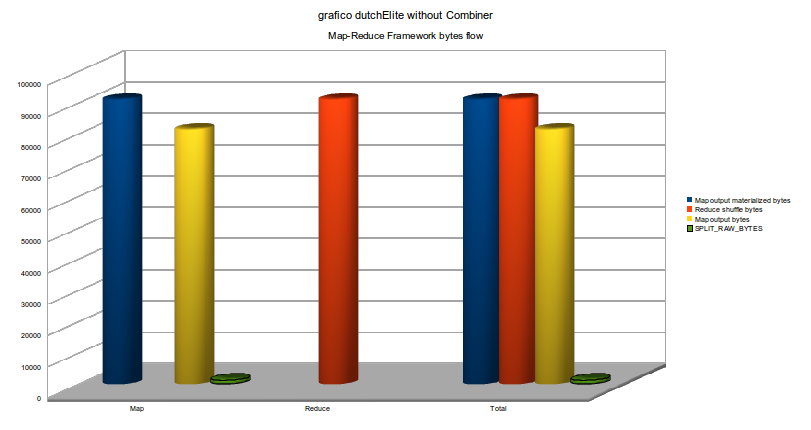 grafico dutchElite without Combiner
Map-Reduce Framework bytes flow
100000
90000
80000
70000
60000
50000
40000
30000
20000
10000
0
Map
Reduce
Total
Map output materialized bytes
Reduce shuffle bytes
Map output bytes
SPLIT_RAW_BYTES